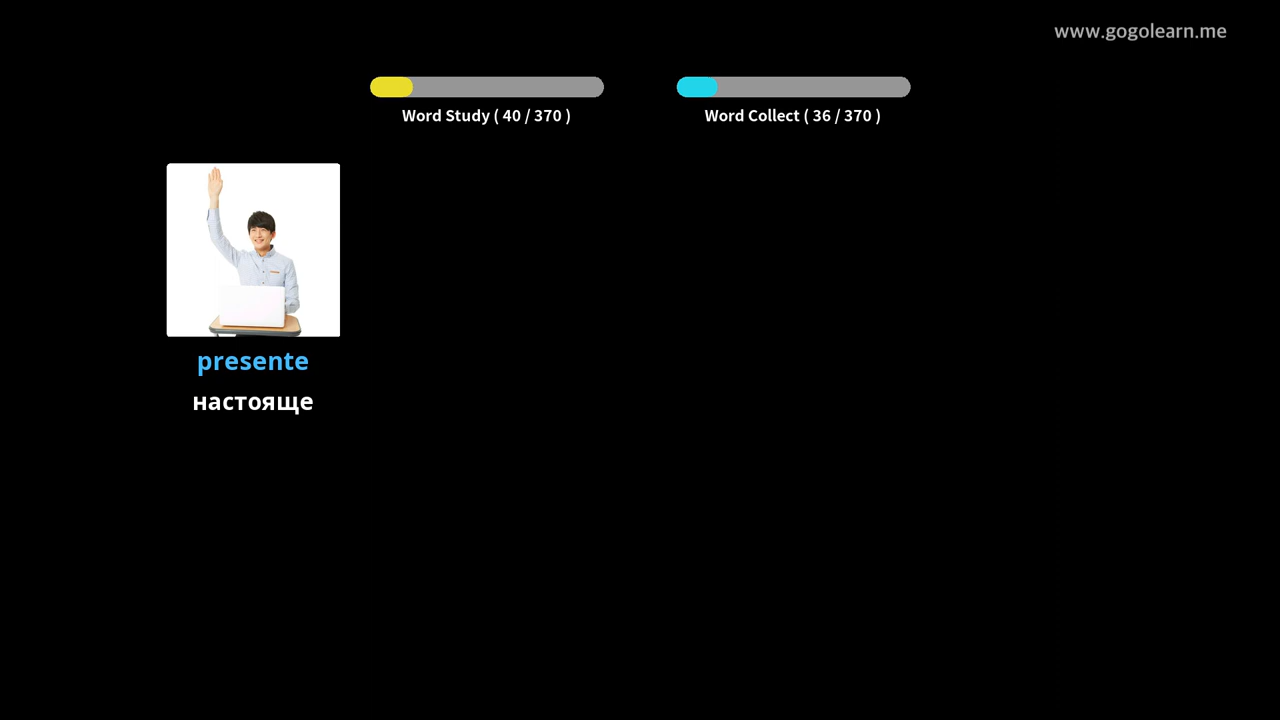 www.gogolearn.me
Word Study ( 40 / 370 )
Word Collect ( 36 / 370 )
presente
настояще